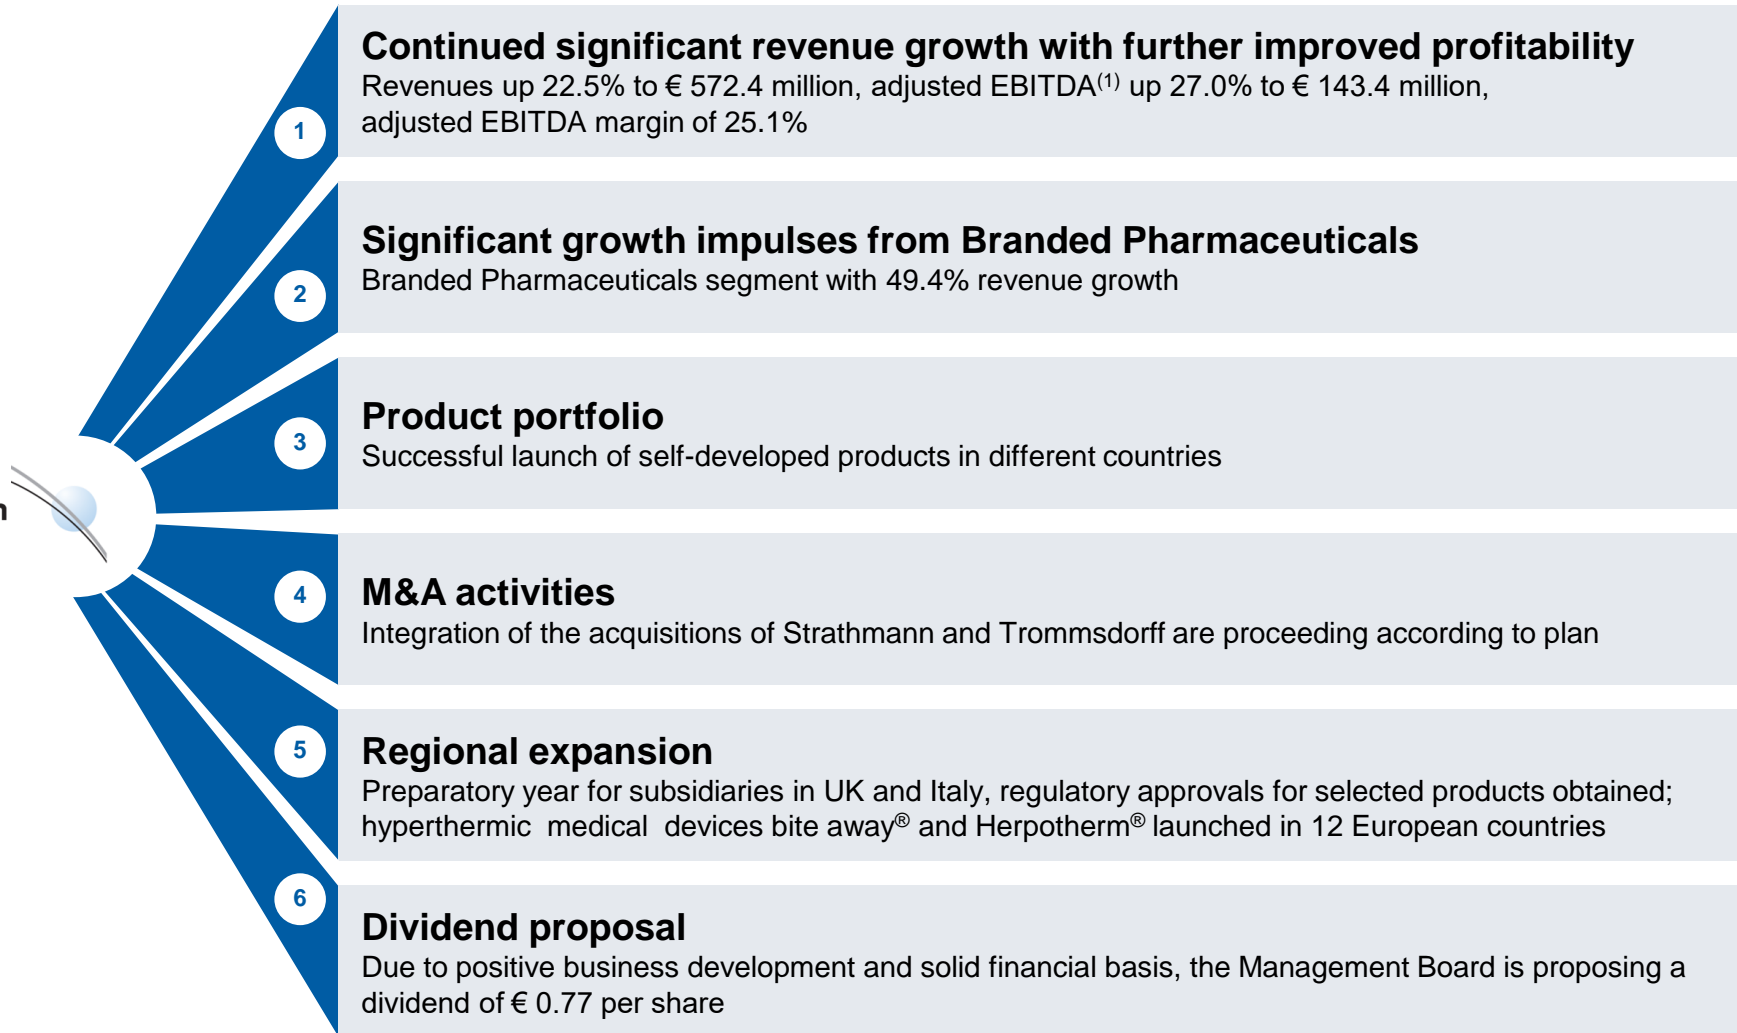 1
Continued significant revenue growth with further improved profitability
Revenues up 22.5% to € 572.4 million, adjusted EBITDA(1) up 27.0% to € 143.4 million,
adjusted EBITDA margin of 25.1%
2
Significant growth impulses from Branded Pharmaceuticals
Branded Pharmaceuticals segment with 49.4% revenue growth
3
Product portfolio
Successful launch of self-developed products in different countries
4
M&A activities
Integration of the acquisitions of Strathmann and Trommsdorff are proceeding according to plan
5
Regional expansion
Preparatory year for subsidiaries in UK and Italy, regulatory approvals for selected products obtained;
hyperthermic medical devices bite away® and Herpotherm® launched in 12 European countries
6
Dividend proposal
Due to positive business development and solid financial basis, the Management Board is proposing a
dividend of € 0.77 per share